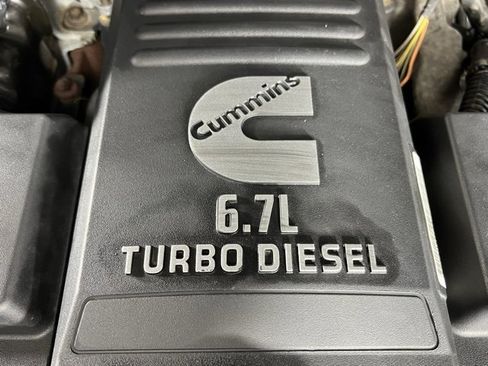 Cummins
6.7L
TURBO DIESEL